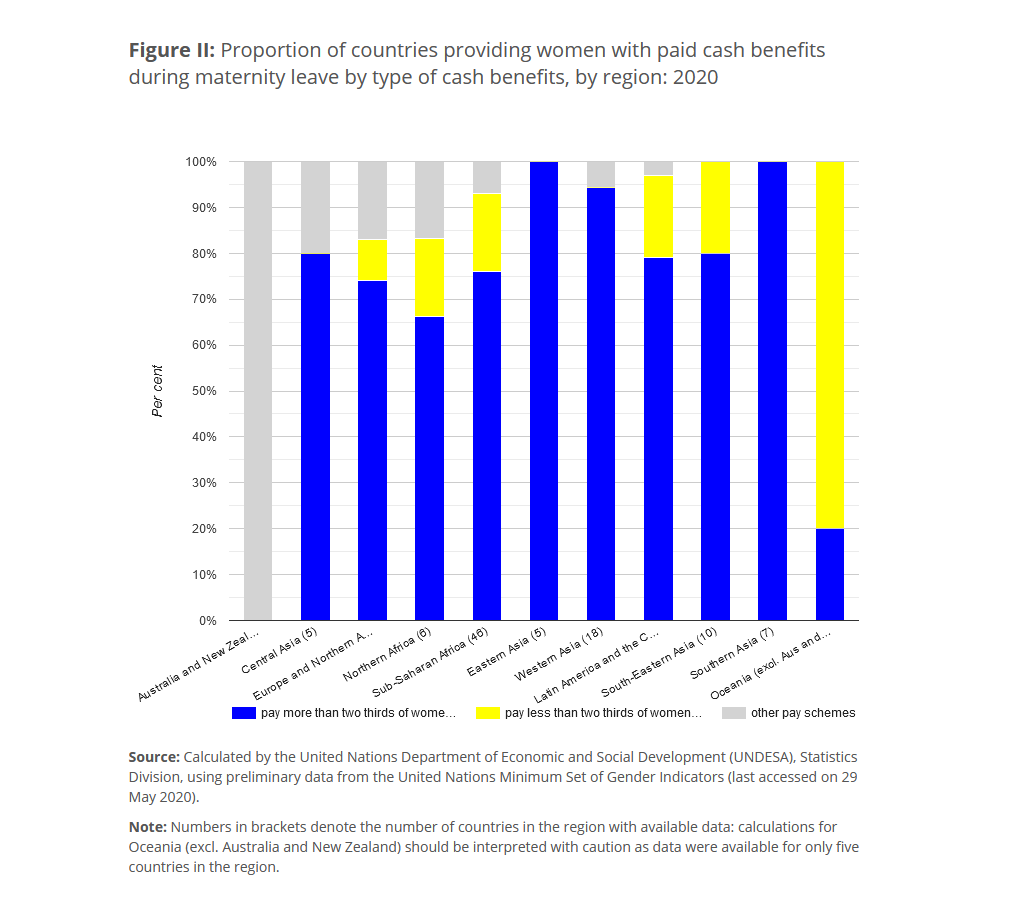 Figure II: Proportion of countries providing women with paid cash benefits
during maternity leave by type of cash benefits, by region: 2020
100%
90%
80%
70%
60%
50%
40%
30%
20%
10%
0%
Per cent
Australia and New Zeal...
Central Asia (5)
Europe and Northern A...
Northern Africa (6)
Sub-Saharan Africa (46)
Eastern Asia (5)
Western Asia (18)
Latin America and the C...
South-Eastern Asia (10)
Southern Asia (7)
Oceania (excl. Aus and...
pay more than two thirds of wome...
pay less than two thirds of women...
other pay schemes
Source: Calculated by the United Nations Department of Economic and Social Development (UNDESA), Statistics
Division, using preliminary data from the United Nations Minimum Set of Gender Indicators (last accessed on 29
May 2020).
Note: Numbers in brackets denote the number of countries in the region with available data: calculations for
Oceania (excl. Australia and New Zealand) should be interpreted with caution as data were available for only five
countries in the region.